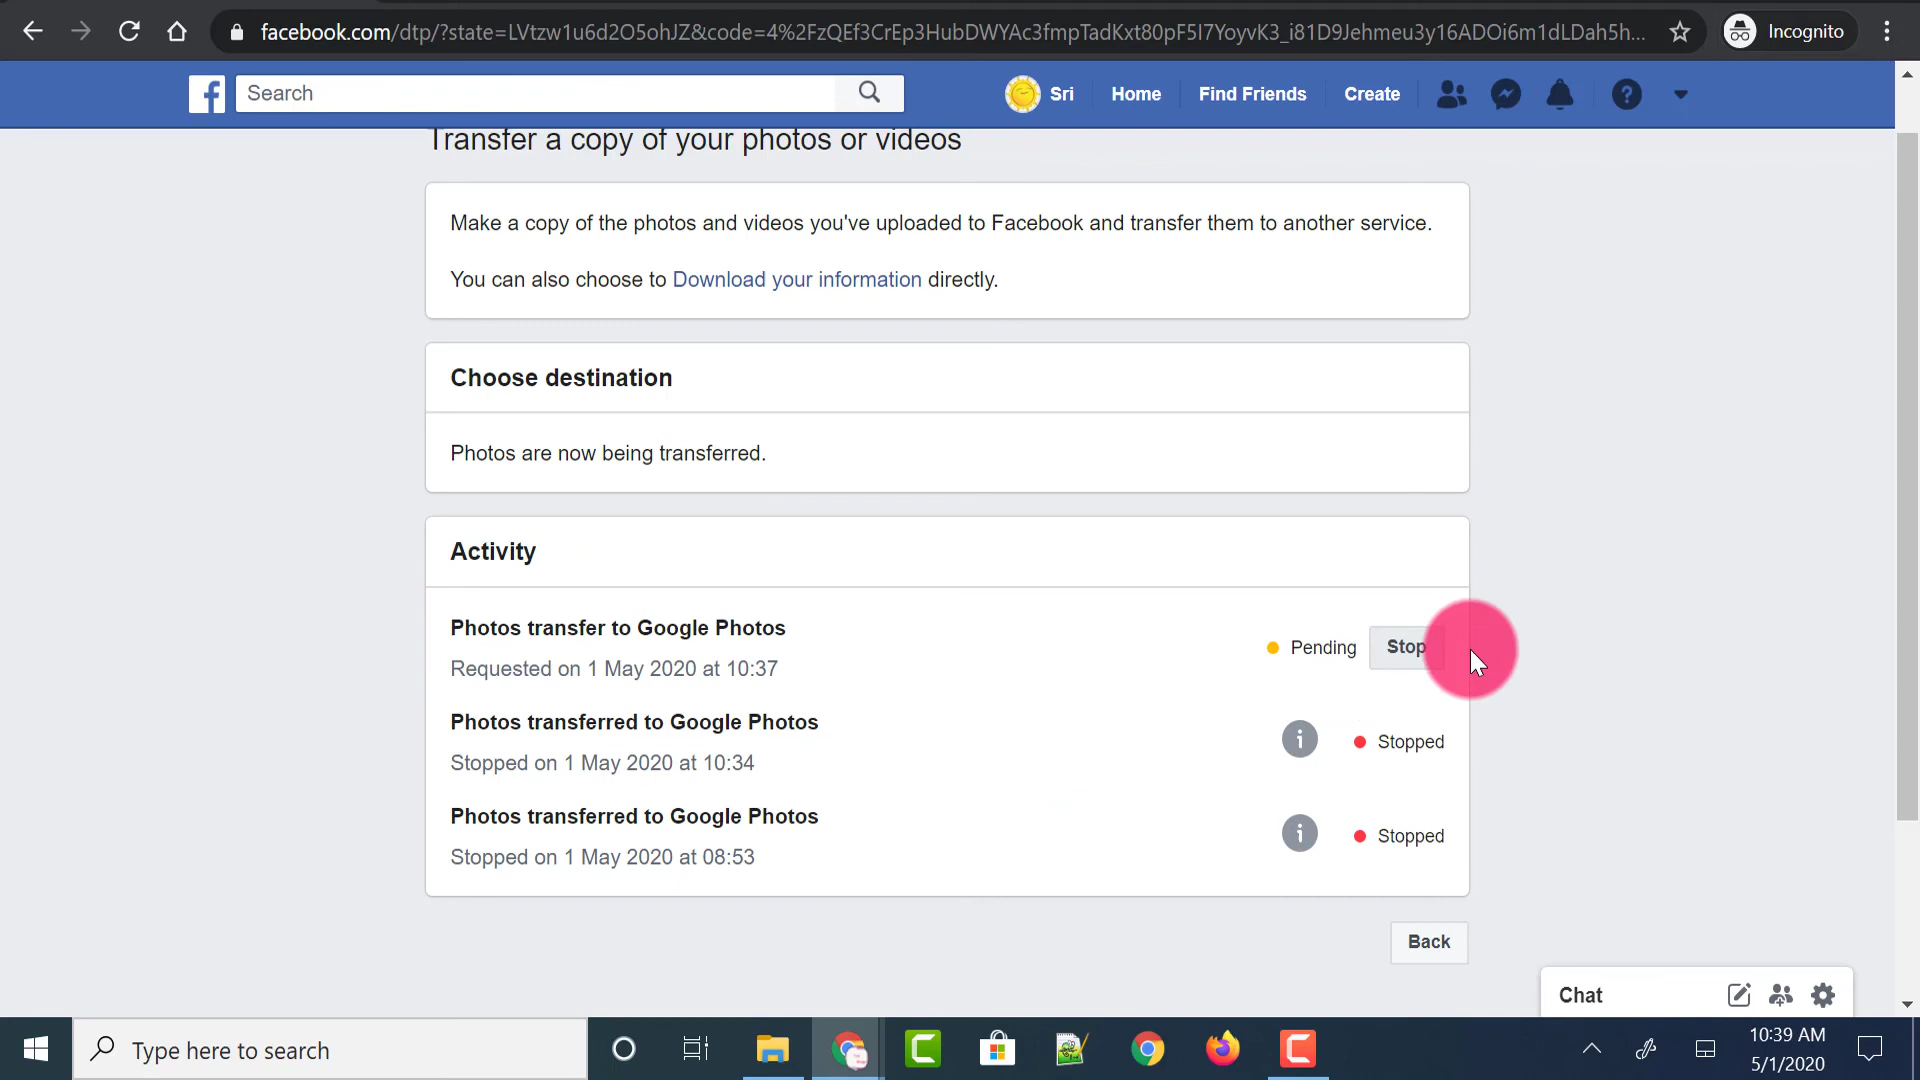 facebook.com/dtp/?state=LVtzw1u6d2O5ohJZ&code=4%2FzQEf3CrEp3HubDWYAc3fmpTadKxt80pF5I7YoyvK3_i81D9Jehmeu3y16ADOi6m1dLDah5h...
Incognito
Search
Sri
Home
Find Friends
Create
Transfer a copy of your photos or videos
Make a copy of the photos and videos you've uploaded to Facebook and transfer them to another service.
You can also choose to Download your information directly.
Choose destination
Photos are now being transferred.
Activity
Photos transfer to Google Photos
Pending
Stop
Requested on 1 May 2020 at 10:37
Photos transferred to Google Photos
Stopped
Stopped on 1 May 2020 at 10:34
Photos transferred to Google Photos
Stopped
Stopped on 1 May 2020 at 08:53
Back
Chat
Type here to search
10:39 AM
5/1/2020